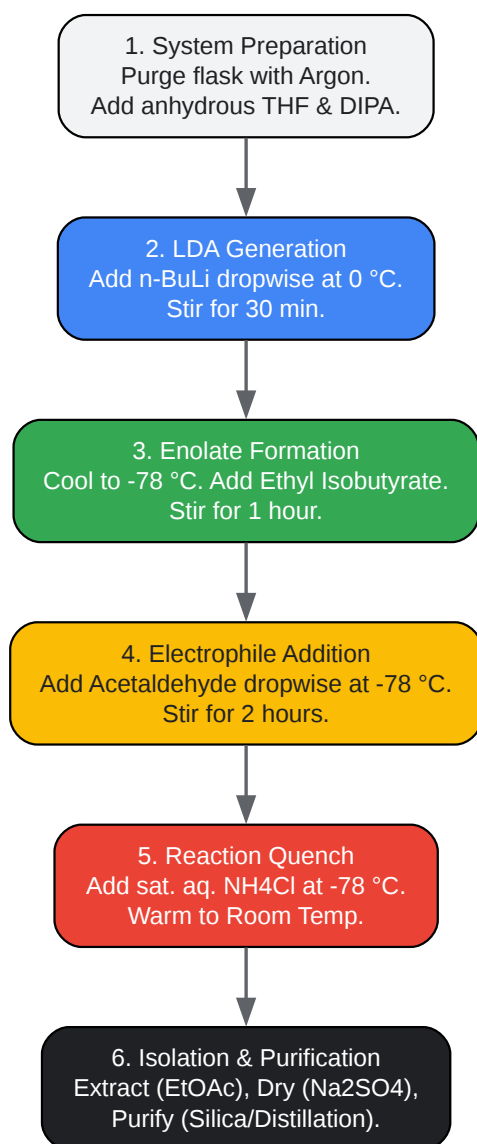 1. System Preparation
Purge flask with Argon.
Add anhydrous THF & DIPA.
2. LDA Generation
Add n-BuLi dropwise at 0 °C.
Stir for 30 min.
3. Enolate Formation
Cool to -78 °C. Add Ethyl Isobutyrate.
Stir for 1 hour.
4. Electrophile Addition
Add Acetaldehyde dropwise at -78 °C.
Stir for 2 hours.
5. Reaction Quench
Add sat. aq. NH4Cl at -78 °C.
Warm to Room Temp.
6. Isolation & Purification
Extract (EtOAc), Dry (Na2SO4),
Purify (Silica/Distillation).